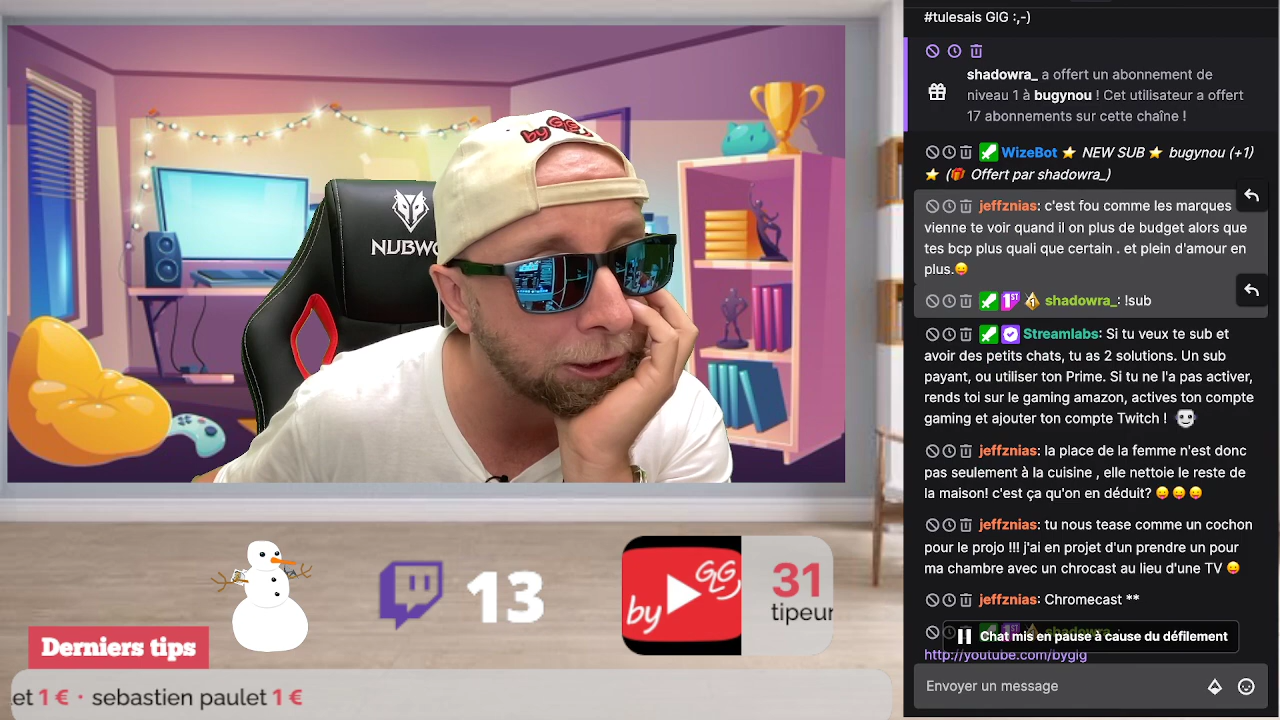 #tulesais GIG :,-)
shadowra_ a offert un abonnement de
niveau 1 à bugynou ! Cet utilisateur a offert
17 abonnements sur cette chaîne !
WizeBot ⭐ NEW SUB ⭐ bugynou (+1)
⭐ (🎁 Offert par shadowra_)
jeffznias: c'est fou comme les marques
vienne te voir quand il on plus de budget alors que
tes bcp plus quali que certain . et plein d'amour en
plus.😛
1ST shadowra_: !sub
Streamlabs: Si tu veux te sub et
avoir des petits chats, tu as 2 solutions. Un sub
payant, ou utiliser ton Prime. Si tu ne l'a pas activer,
rends toi sur le gaming amazon, actives ton compte
gaming et ajouter ton compte Twitch !
jeffznias: la place de la femme n'est donc
pas seulement à la cuisine , elle nettoie le reste de
la maison! c'est ça qu'on en déduit? 😛 😛 😛
jeffznias: tu nous tease comme un cochon
pour le projo !!! j'ai en projet d'un prendre un pour
ma chambre avec un chrocast au lieu d'une TV 😛
jeffznias: Chromecast **
shadowra_:
Chat mis en pause à cause du défilement
http://youtube.com/bygig
Envoyer un message
by GG
NUBWO
13
by GG
31
tipeur
Derniers tips
et 1 € · sebastien paulet 1 €